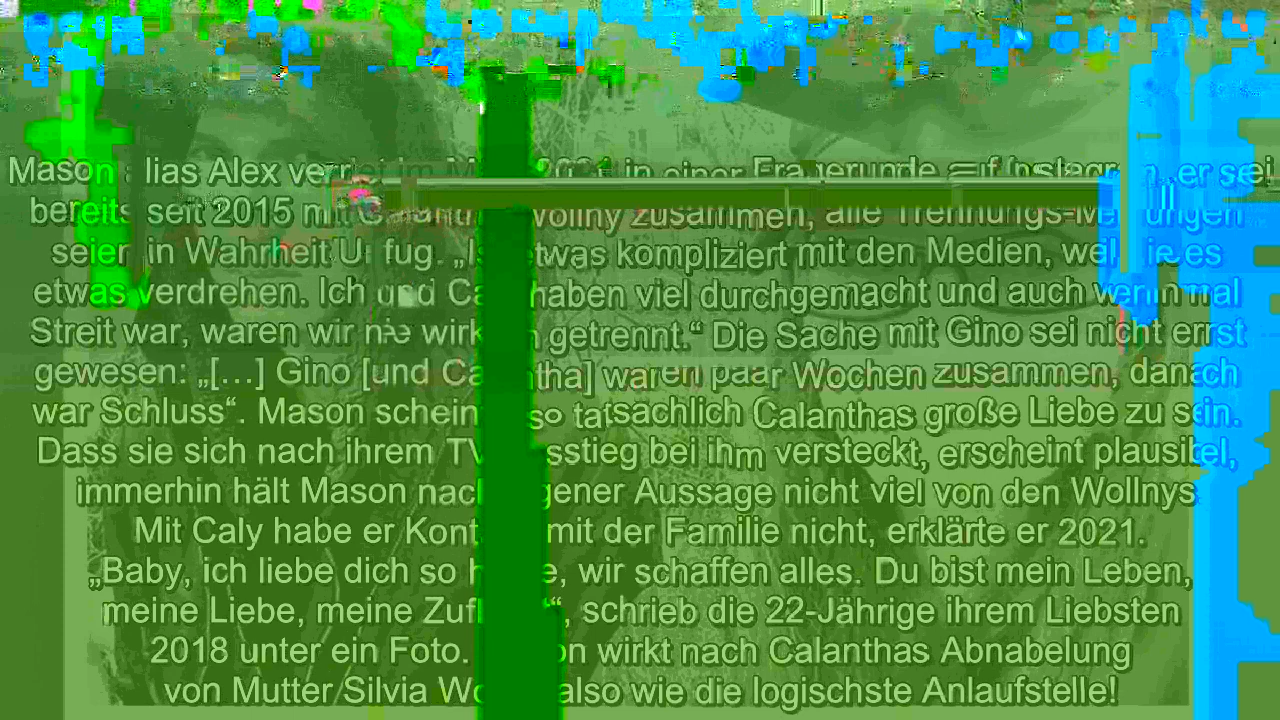 Mason alias Alex verriet im 2021 in einer Fragerunde auf Instagram, er sei
bereits seit 2015 mit Calantha Wollny zusammen, alle Trennungs-Meldungen
seien in Wahrheit Unfug. etwas kompliziert mit den Medien, weil sie es
etwas verdrehen. Ich und haben viel durchgemacht und auch wenn mal
Streit war, waren wir nie wirklich getrennt.“ Die Sache mit Gino sei nicht ernst
gewesen: „[…] Gino [und Calantha] waren paar Wochen zusammen, danach
war Schluss“. Mason scheint also tatsächlich Calanthas große Liebe zu sein.
Dass sie sich nach ihrem TV-Ausstieg bei ihm versteckt, erscheint plausibel,
immerhin hält Mason nach eigener Aussage nicht viel von den Wollnys
Mit Caly habe er Kontakt, mit der Familie nicht, erklärte er 2021.
„Baby, ich liebe dich so wir schaffen alles. Du bist mein Leben,
meine Liebe, meine schrieb die 22-Jährige ihrem Liebsten
2018 unter ein Foto. Mason wirkt nach Calanthas Abnabelung
von Mutter Silvia Wollny also wie die logischste Anlaufstelle!